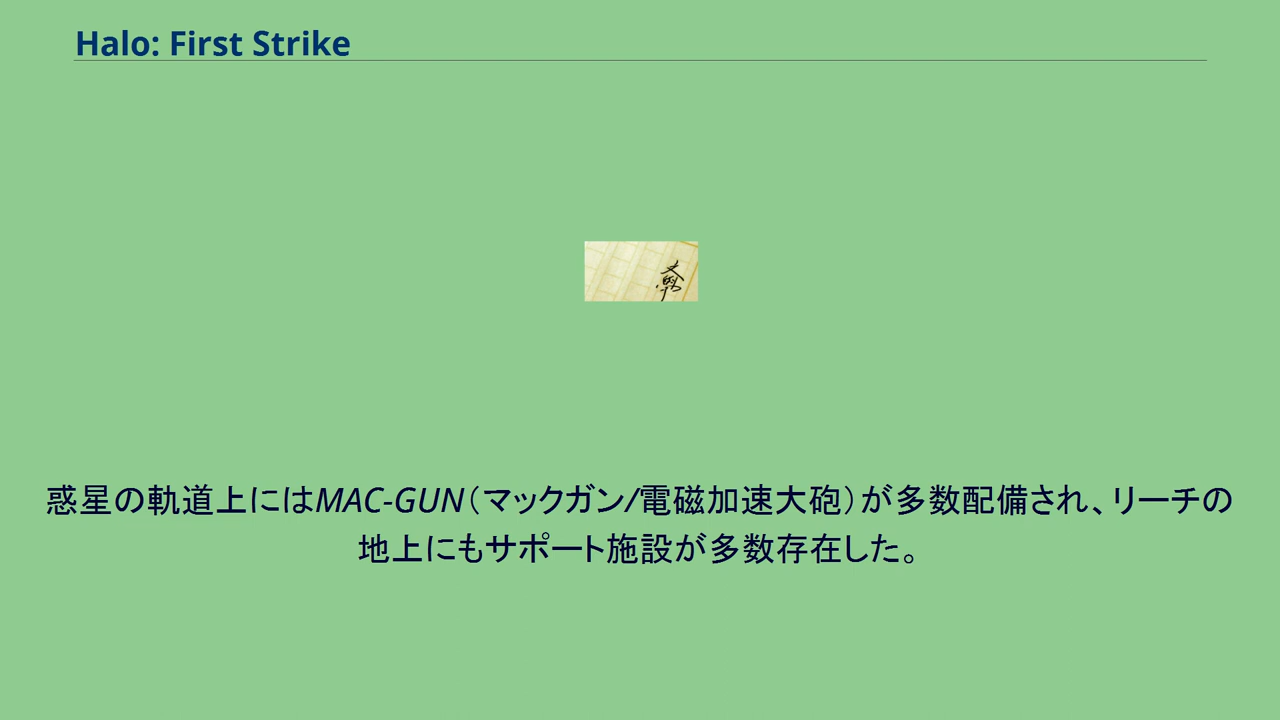 Halo: First Strike
惑星の軌道上にはMAC-GUN（マックガン/電磁加速大砲）が多数配備され、リーチの
地上にもサポート施設が多数存在した。